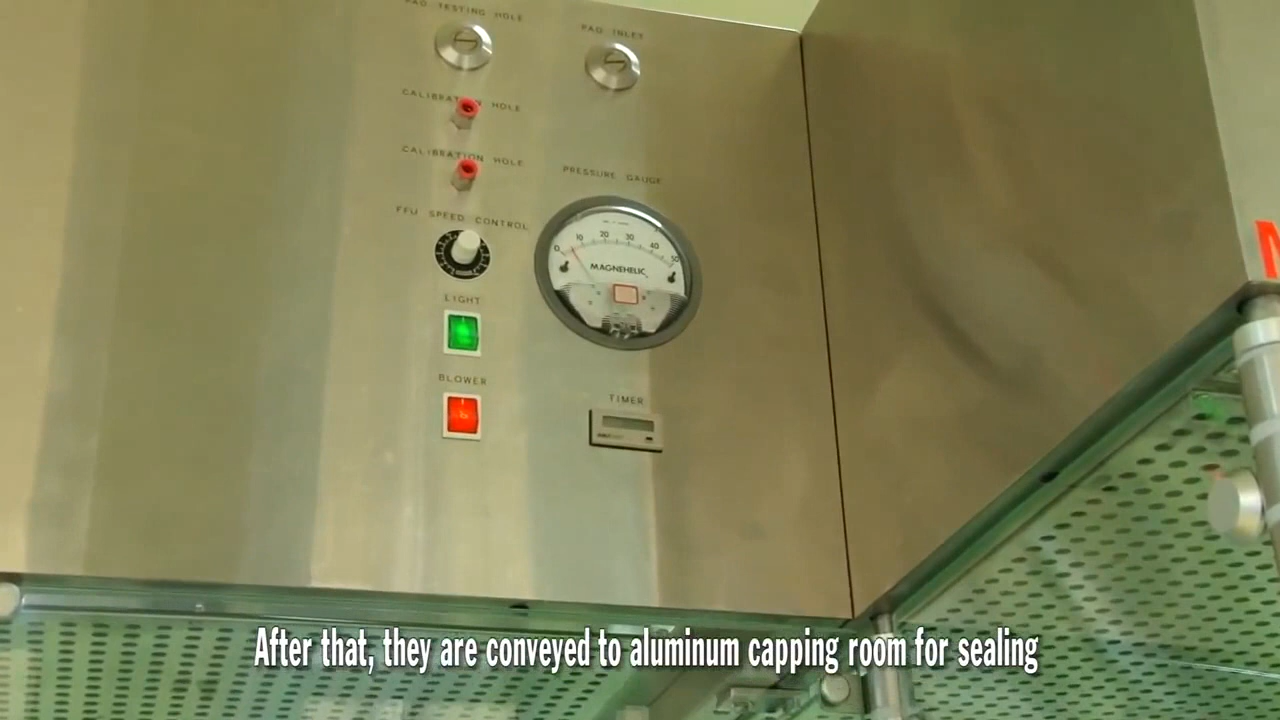 PAO TESTING HOLE
PAO INLET
CALIBRATION HOLE
CALIBRATION HOLE
PRESSURE GAUGE
FFU SPEED CONTROL
0 10 20 30 40 50
MAGNEHELIC
LIGHT
BLOWER
TIMER
After that, they are conveyed to aluminum capping room for sealing